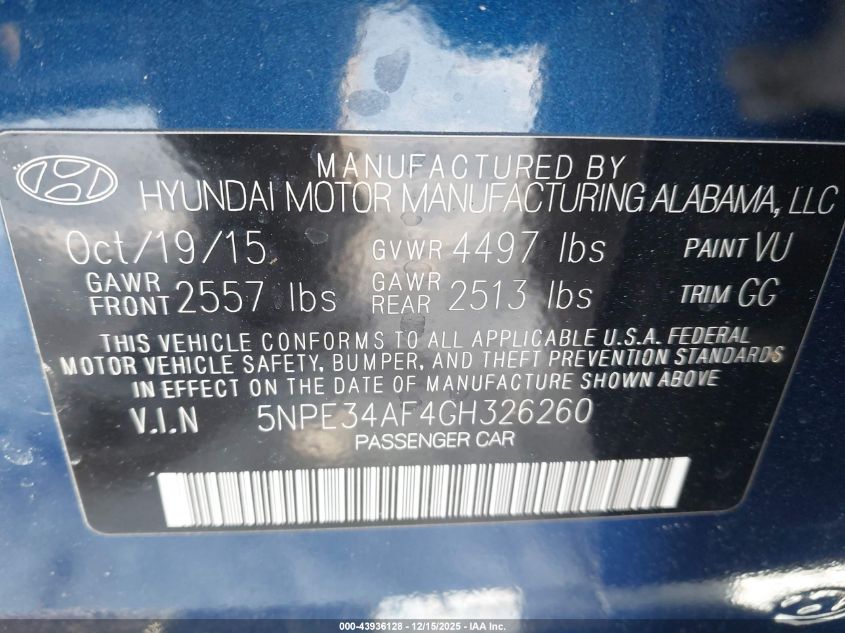 MANUFACTURED BY
HYUNDAI MOTOR MANUFACTURING ALABAMA, LLC
Oct/19/15 GVWR 4497 lbs PAINT VU
GAWR FRONT 2557 lbs GAWR REAR 2513 lbs TRIM GG
THIS VEHICLE CONFORMS TO ALL APPLICABLE U.S.A. FEDERAL
MOTOR VEHICLE SAFETY, BUMPER, AND THEFT PREVENTION STANDARDS
IN EFFECT ON THE DATE OF MANUFACTURE SHOWN ABOVE
V.I.N 5NPE34AF4GH326260
PASSENGER CAR
000-43936128 - 12/15/2025 - IAA Inc.